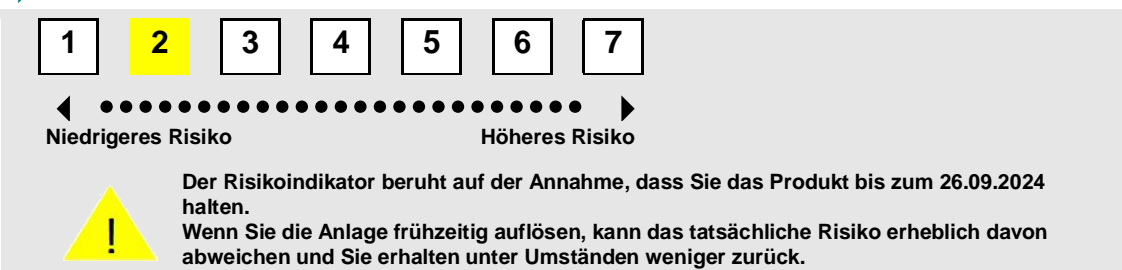 1 2 3 4 5 6 7
Niedrigeres Risiko Höheres Risiko
Der Risikoindikator beruht auf der Annahme, dass Sie das Produkt bis zum 26.09.2024
halten.
Wenn Sie die Anlage frühzeitig auflösen, kann das tatsächliche Risiko erheblich davon
abweichen und Sie erhalten unter Umständen weniger zurück.
!